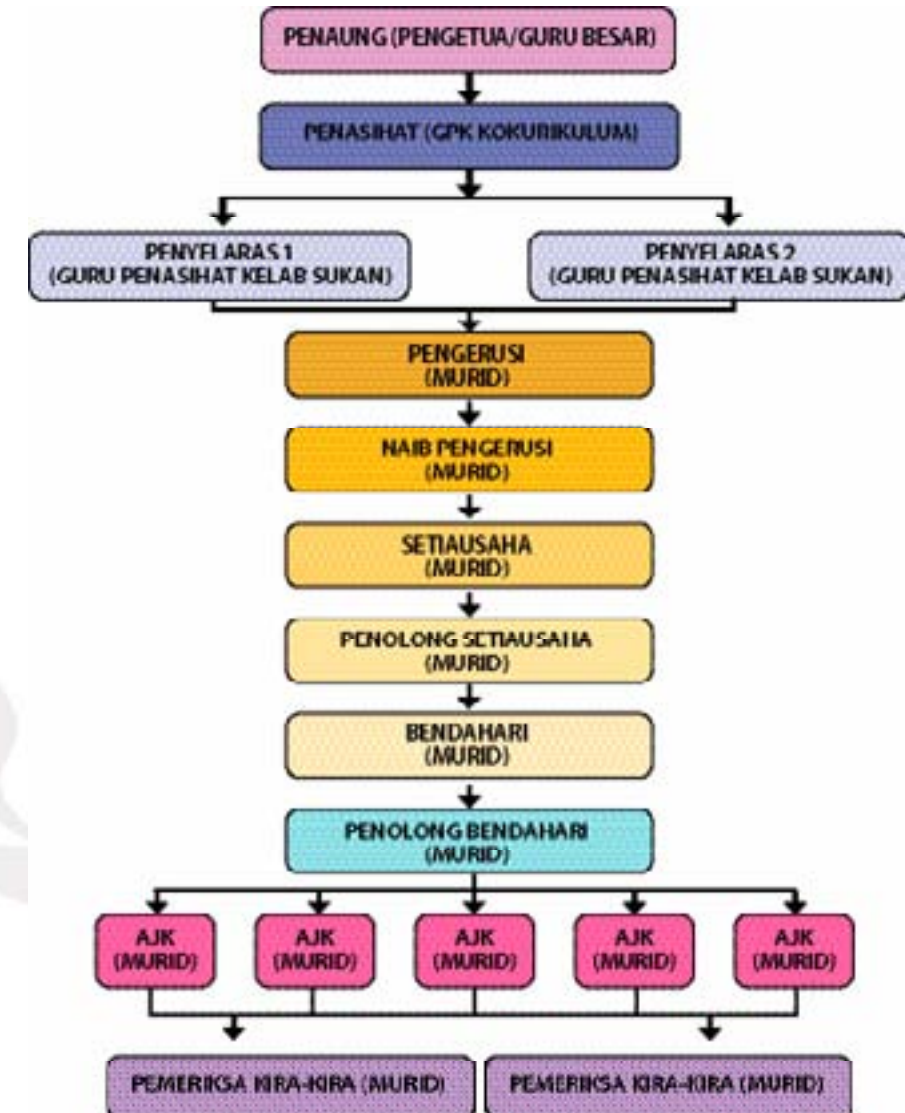 PENAUNG (PENGETUA/GURU BESAR)
PENASIHAT (GPK KOKURIKULUM)
PENYELARAS 1
(GURU PENASIHAT KELAB SUKAN)
PENYELARAS 2
(GURU PENASIHAT KELAB SUKAN)
PENGERUSI
(MURID)
NAIB PENGERUSI
(MURID)
SETIAUSAHA
(MURID)
PENOLONG SETIAUSAHA
(MURID)
BENDAHARI
(MURID)
PENOLONG BENDAHARI
(MURID)
AJK
(MURID)
AJK
(MURID)
AJK
(MURID)
AJK
(MURID)
AJK
(MURID)
PEMERIKSA KIRA-KIRA (MURID)
PEMERIKSA KIRA-KIRA (MURID)